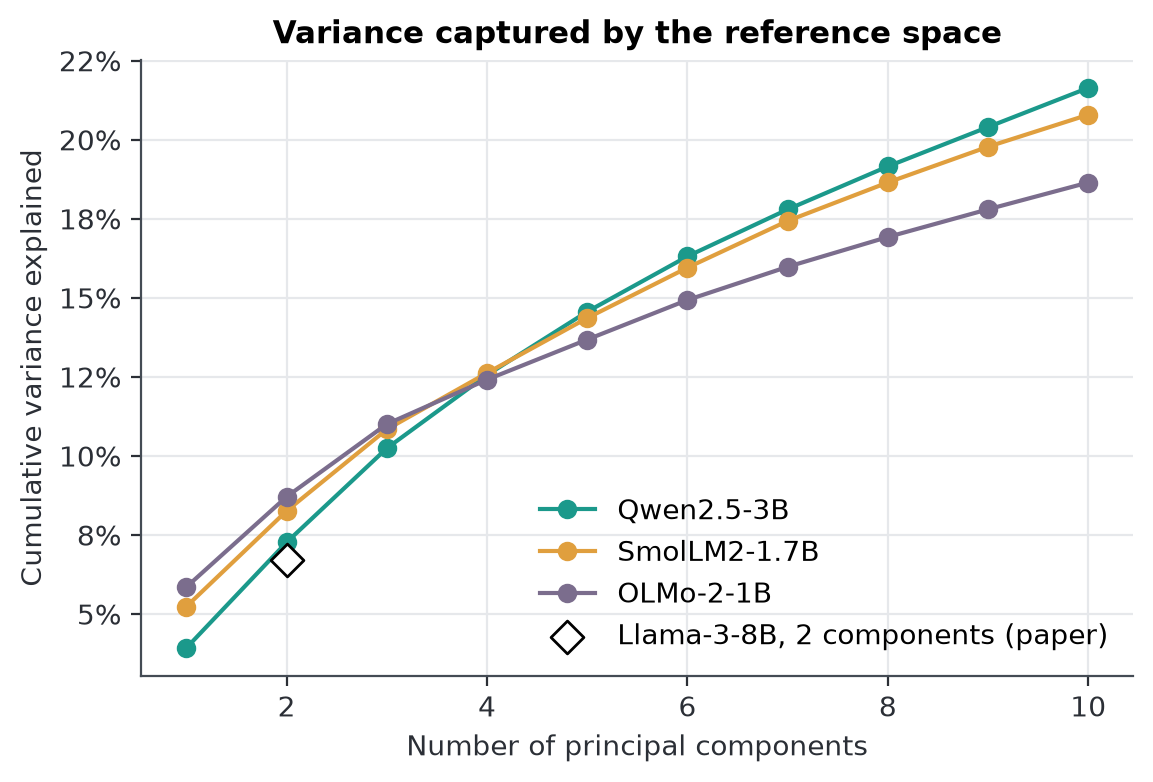 Variance captured by the reference space
Cumulative variance explained
22%
20%
18%
15%
12%
10%
8%
5%
Qwen2.5-3B
SmolLM2-1.7B
OLMo-2-1B
Llama-3-8B, 2 components (paper)
2 4 6 8 10
Number of principal components